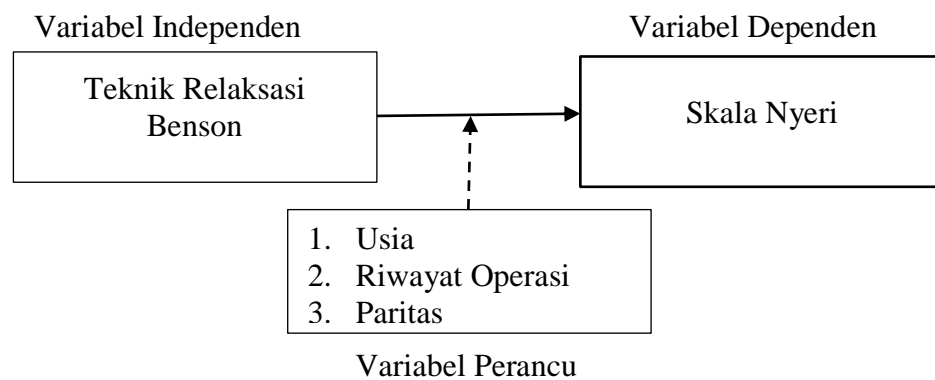 Variabel Independen
Variabel Dependen
Teknik Relaksasi
Benson
Skala Nyeri
1. Usia
2. Riwayat Operasi
3. Paritas
Variabel Perancu